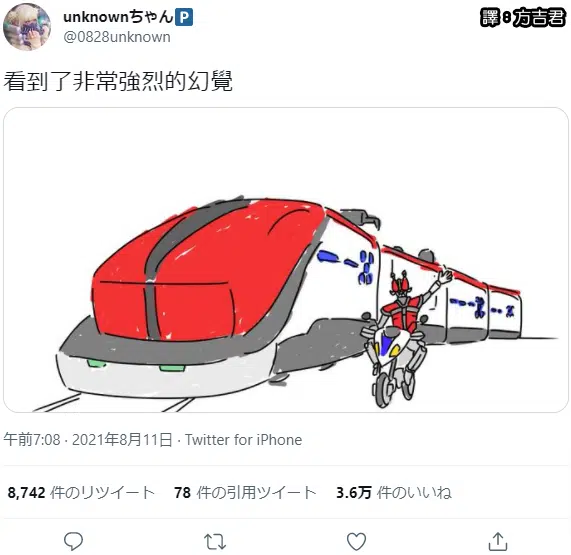 unknownちゃん🅿
@0828unknown
譯8方吉君
看到了非常強烈的幻覺
午前7:08 · 2021年8月11日 · Twitter for iPhone
8,742 件のリツイート 78 件の引用ツイート 3.6万 件のいいね